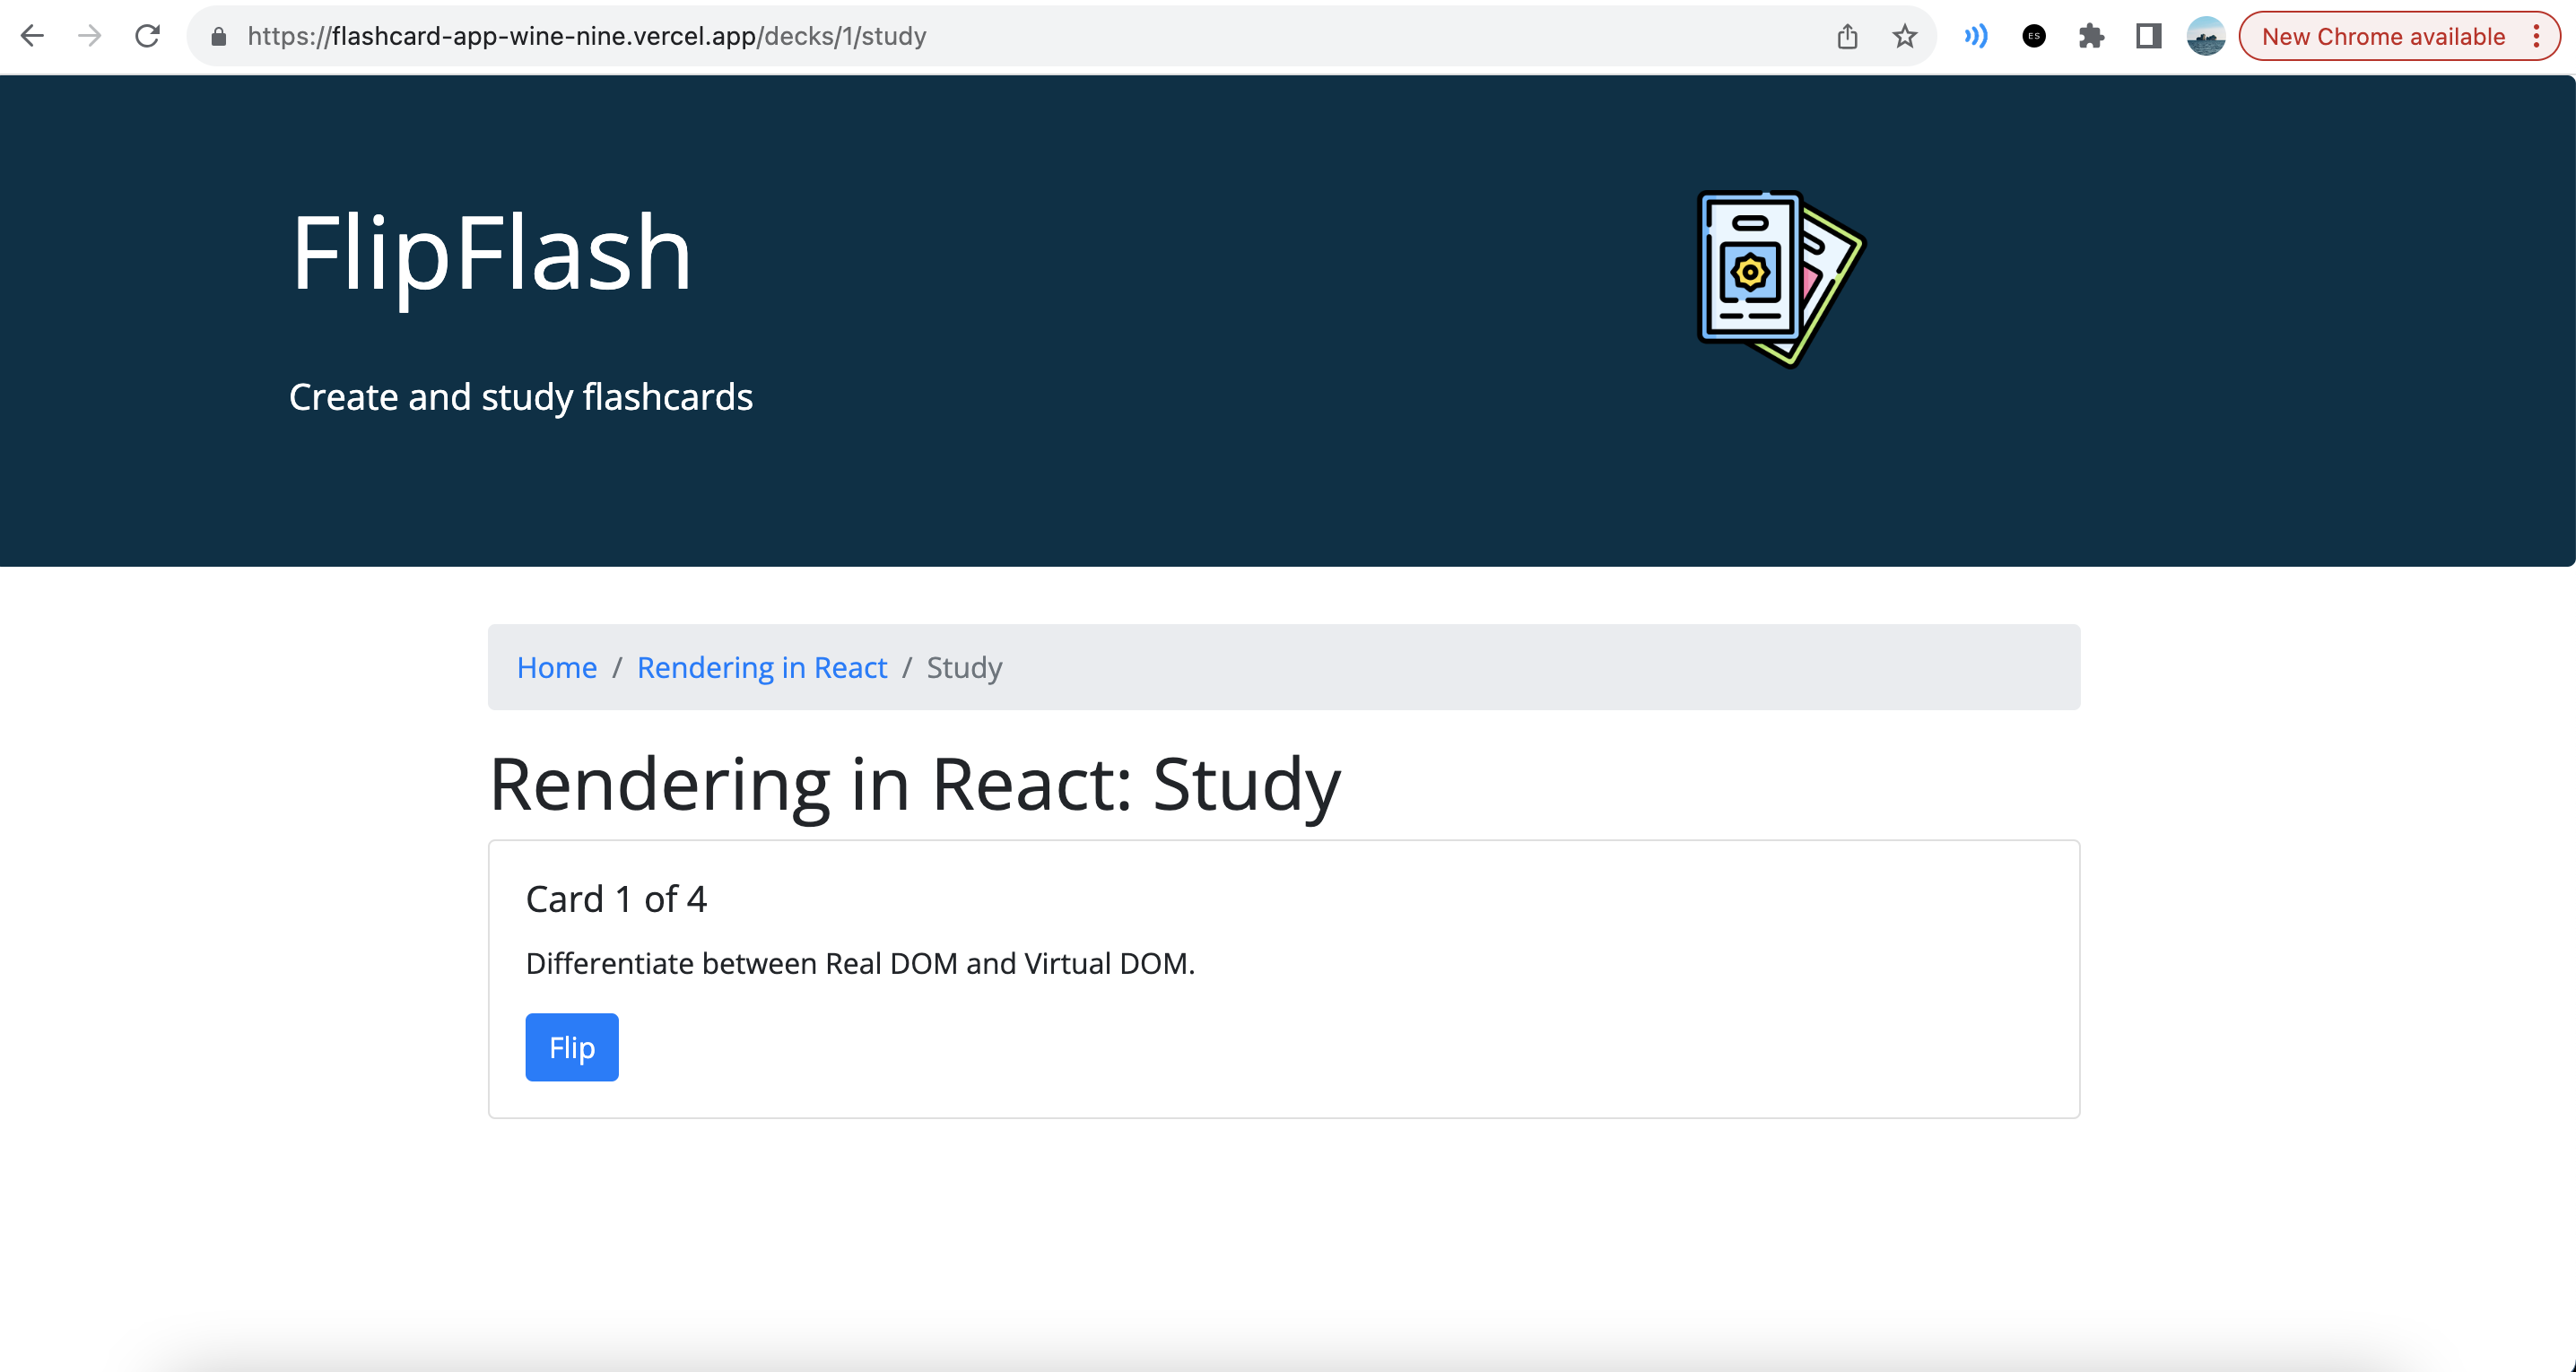 https://flashcard-app-wine-nine.vercel.app/decks/1/study
ES
New Chrome available
FlipFlash
Create and study flashcards
Home / Rendering in React / Study
Rendering in React: Study
Card 1 of 4
Differentiate between Real DOM and Virtual DOM.
Flip